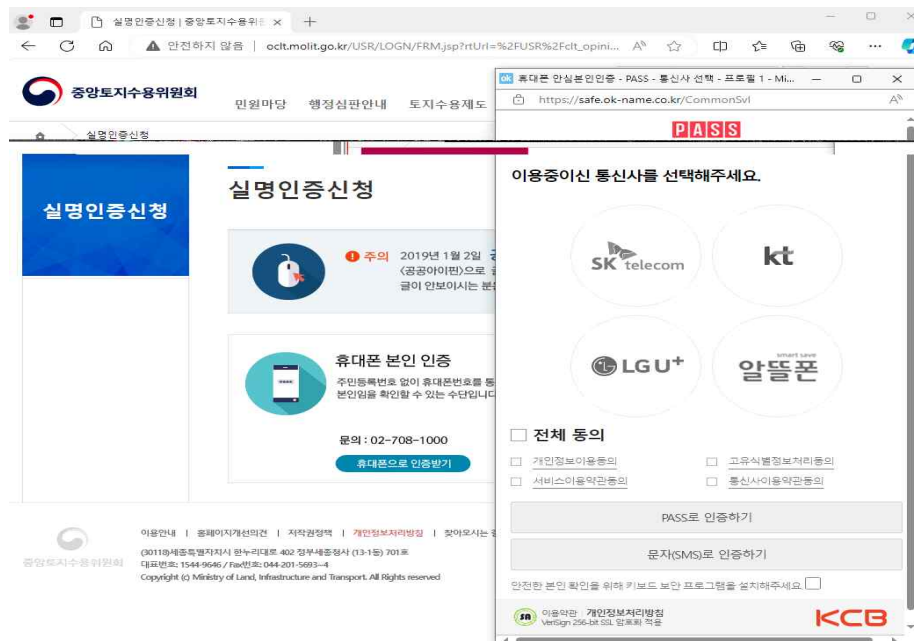 실명인증신청 | 중앙토지수용위원
안전하지 않음 | oclt.molit.go.kr/USR/LOGN/FRM.jsp?rtUrl=%2FUSR%2Fclt_opini...
중앙토지수용위원회
민원마당 행정심판안내 토지수용제도
실명인증신청
실명인증신청
실명인증신청
주의 2019년 1월 2일
<공공아이핀>으로
글이 안보이시는 분
휴대폰 본인 인증
주민등록번호 없이 휴대폰번호를 통
본인임을 확인할 수 있는 수단입니다
문의 : 02-708-1000
휴대폰으로 인증받기
중앙토지수용위원회
이용안내 | 홈페이지개선의견 | 저작권정책 | 개인정보처리방침 | 찾아오시는
(30118)세종특별자치시 한누리대로 402 정부세종청사 (13-1동) 701호
대표번호: 1544-9646 / Fax번호: 044-201-5693~4
Copyright (c) Ministry of Land, Infrastructure and Transport. All Rights reserved
ok 휴대폰 안심본인인증 - PASS - 통신사 선택 - 프로필 1 - Mi...
https://safe.ok-name.co.kr/CommonSvl
PASS
이용중이신 통신사를 선택해주세요.
SK telecom
kt
LG U+
smart save
알뜰폰
전체 동의
개인정보이용동의 고유식별정보처리동의
서비스이용약관동의 통신사이용약관동의
PASS로 인증하기
문자(SMS)로 인증하기
안전한 본인 확인을 위해 키보드 보안 프로그램을 설치해주세요.
이용약관 | 개인정보처리방침
VeriSign 256-bit SSL 암호화 적용
KCB